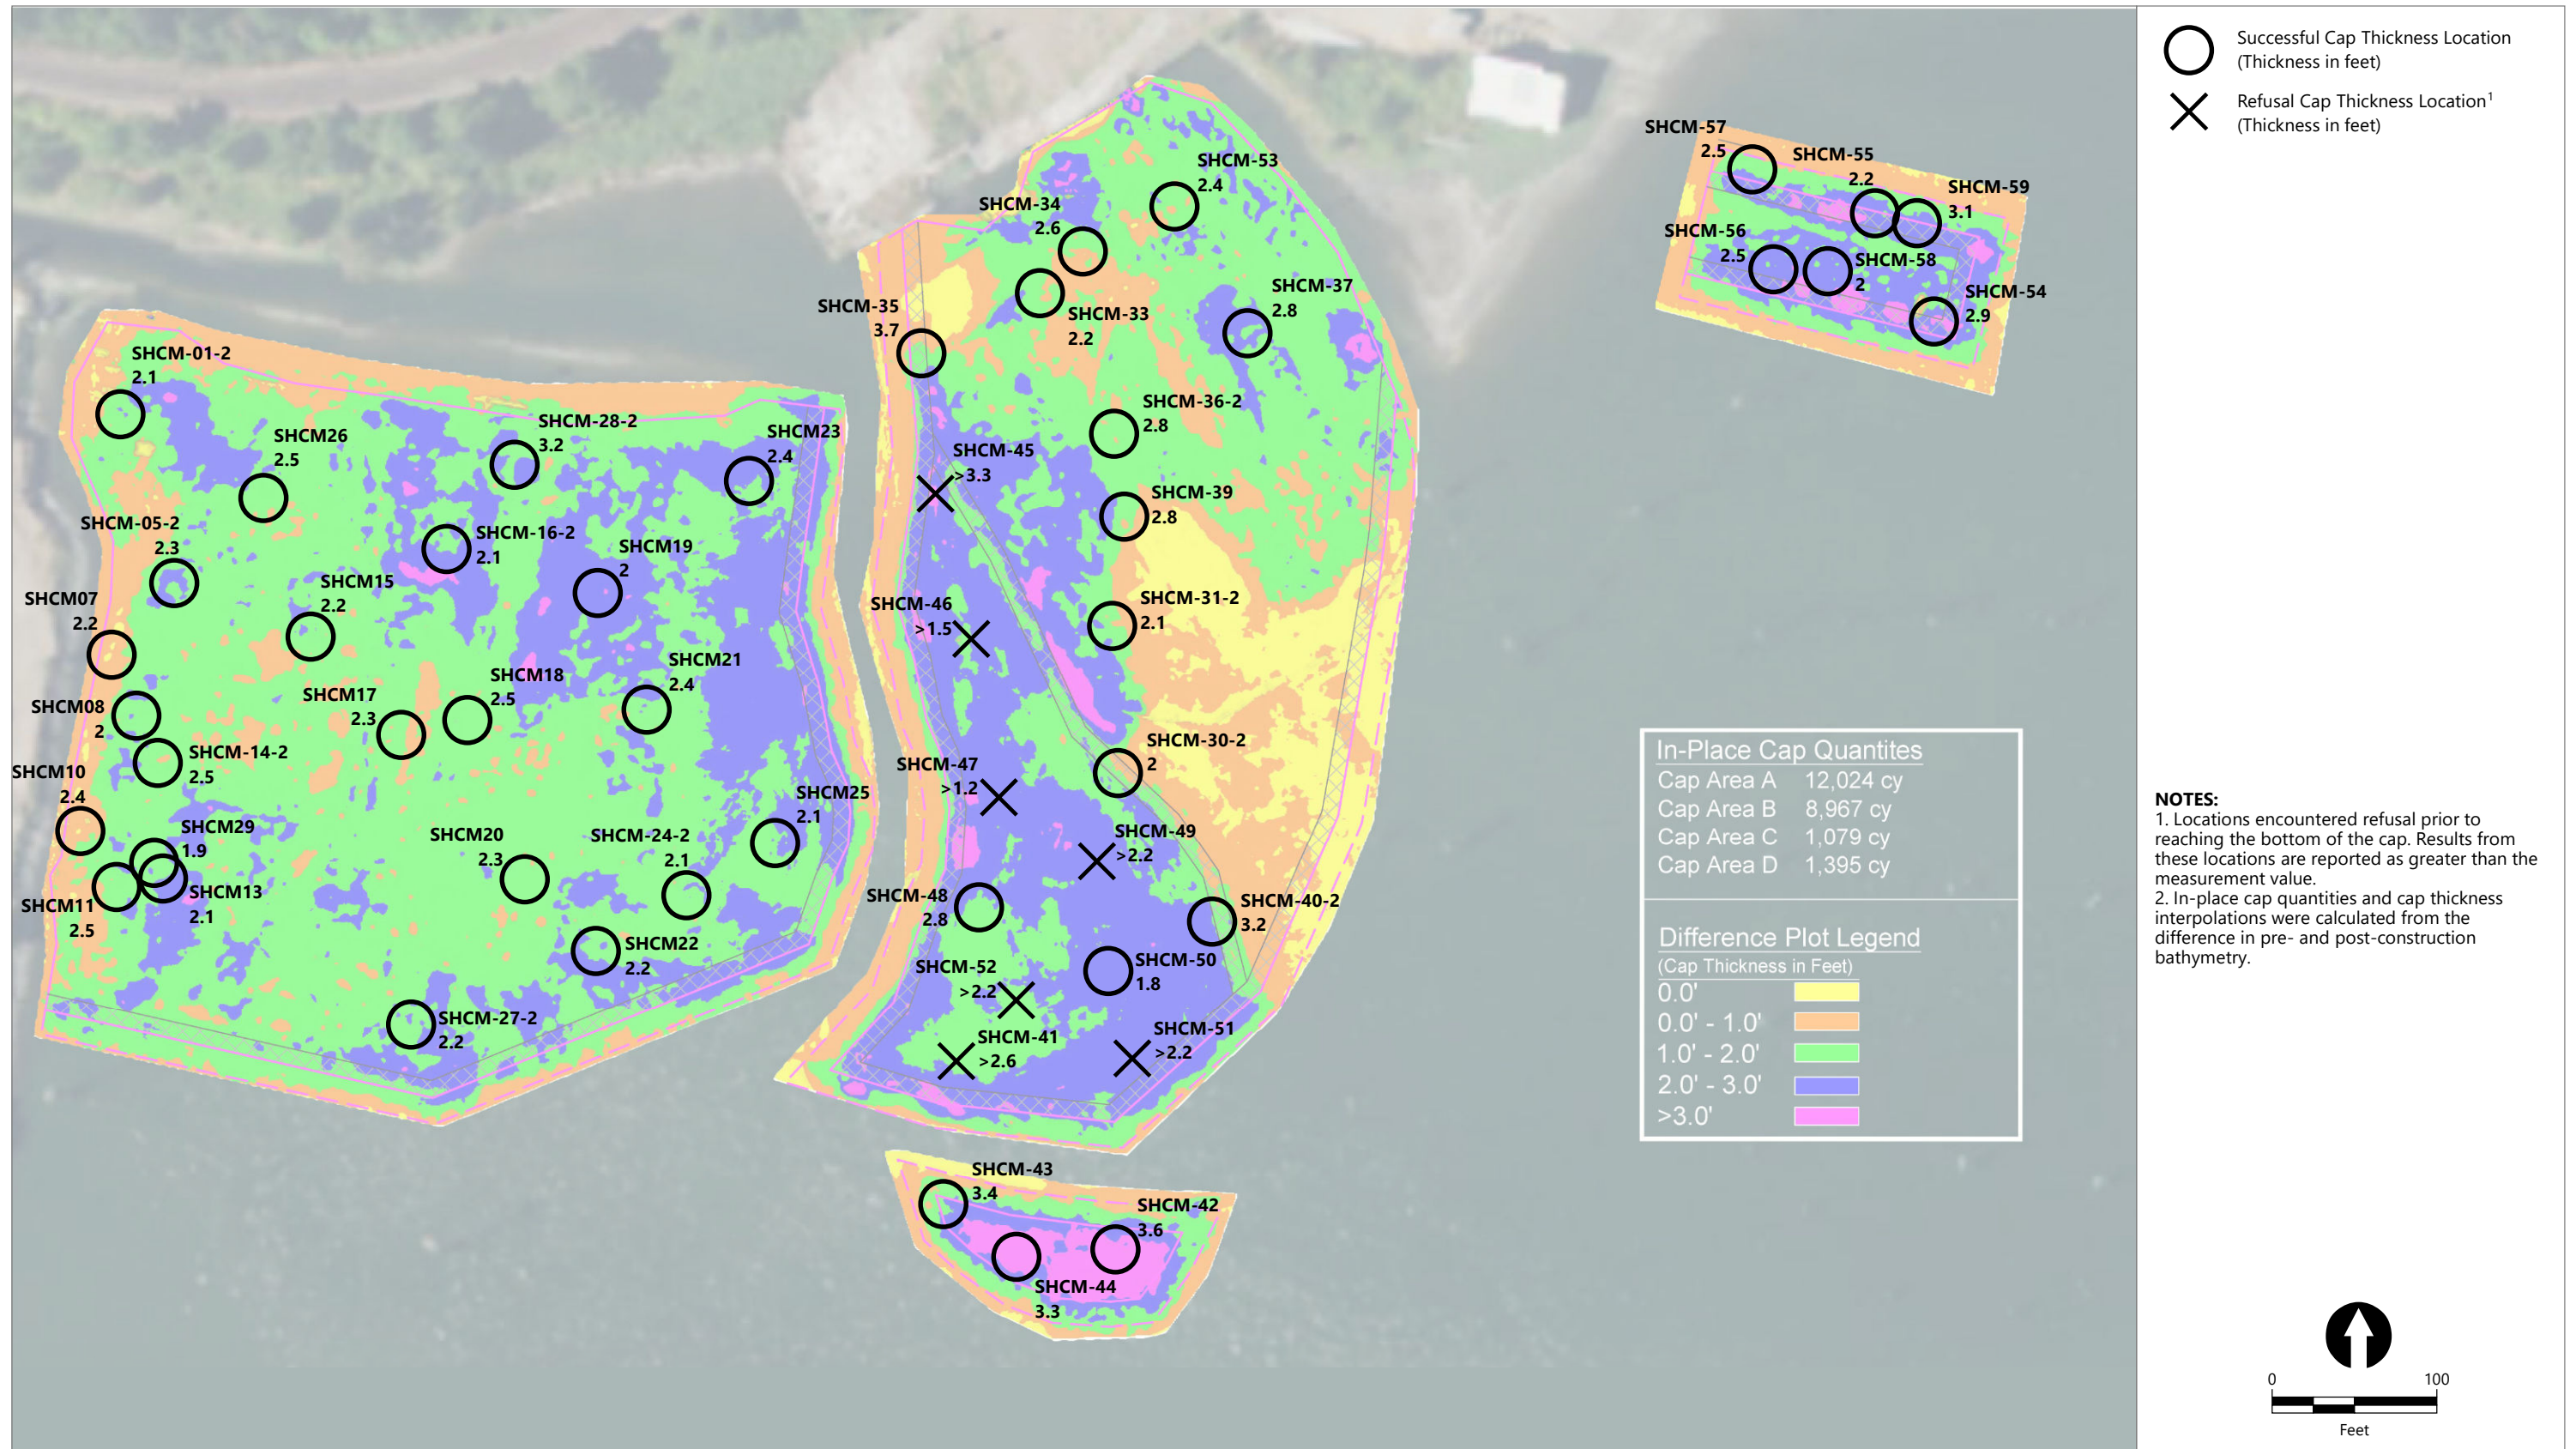 SHCM-01-2
2.1
SHCM26
2.5
SHCM-28-2
3.2
SHCM23
2.4
SHCM-05-2
2.3
SHCM-16-2
2.1
SHCM19
2
SHCM15
2.2
SHCM07
2.2
SHCM08
2
SHCM17
2.3
SHCM18
2.5
SHCM21
2.4
SHCM-14-2
2.5
SHCM10
2.4
SHCM29
1.9
SHCM13
2.1
SHCM11
2.5
SHCM20
2.3
SHCM-24-2
2.1
SHCM25
2.1
SHCM22
2.2
SHCM-27-2
2.2
SHCM-53
2.4
SHCM-34
2.6
SHCM-33
2.2
SHCM-35
3.7
SHCM-37
2.8
SHCM-36-2
2.8
SHCM-45
>3.3
SHCM-39
2.8
SHCM-46
>1.5
SHCM-31-2
2.1
SHCM-30-2
2
SHCM-47
>1.2
SHCM-49
>2.2
SHCM-48
2.8
SHCM-40-2
3.2
SHCM-50
1.8
SHCM-52
>2.2
SHCM-41
>2.6
SHCM-51
>2.2
SHCM-43
3.4
SHCM-42
3.6
SHCM-44
3.3
SHCM-57
2.5
SHCM-55
2.2
SHCM-59
3.1
SHCM-56
2.5
SHCM-58
2
SHCM-54
2.9
In-Place Cap Quantites
Cap Area A 12,024 cy
Cap Area B 8,967 cy
Cap Area C 1,079 cy
Cap Area D 1,395 cy
Difference Plot Legend
(Cap Thickness in Feet)
0.0'
0.0' - 1.0'
1.0' - 2.0'
2.0' - 3.0'
>3.0'
Successful Cap Thickness Location
(Thickness in feet)
Refusal Cap Thickness Location1
(Thickness in feet)
NOTES:
1. Locations encountered refusal prior to
reaching the bottom of the cap. Results from
these locations are reported as greater than the
measurement value.
2. In-place cap quantities and cap thickness
interpolations were calculated from the
difference in pre- and post-construction
bathymetry.
0 100
Feet